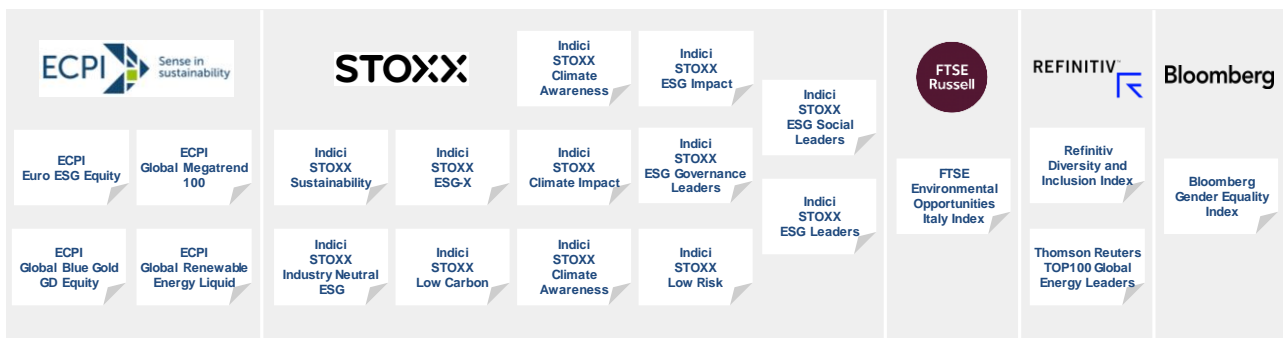 ECPI
Sense in
sustainability
ECPI
Euro ESG Equity
ECPI
Global Megatrend
100
ECPI
Global Blue Gold
GD Equity
ECPI
Global Renewable
Energy Liquid
STOXX
Indici
STOXX
Climate
Awareness
Indici
STOXX
ESG Impact
Indici
STOXX
ESG Social
Leaders
Indici
STOXX
Sustainability
Indici
STOXX
ESG-X
Indici
STOXX
Climate Impact
Indici
STOXX
ESG Governance
Leaders
Indici
STOXX
ESG Leaders
Indici
STOXX
Industry Neutral
ESG
Indici
STOXX
Low Carbon
Indici
STOXX
Climate
Awareness
Indici
STOXX
Low Risk
FTSE
Russell
FTSE
Environmental
Opportunities
Italy Index
REFINITIV™
Refinitiv
Diversity and
Inclusion Index
Thomson Reuters
TOP100 Global
Energy Leaders
Bloomberg
Bloomberg
Gender Equality
Index